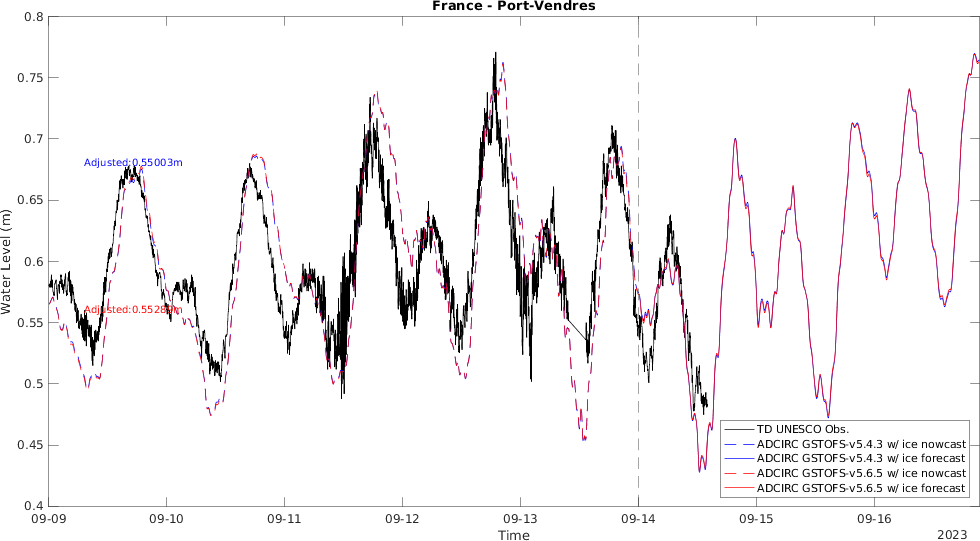 France - Port-Vendres
0.8
0.75
0.7
0.65
0.6
0.55
0.5
0.45
0.4
Water Level (m)
Adjusted:0.55003m
TD UNESCO Obs.
ADCIRC GSTOFS-v5.4.3 w/ ice nowcast
ADCIRC GSTOFS-v5.4.3 w/ ice forecast
ADCIRC GSTOFS-v5.6.5 w/ ice nowcast
ADCIRC GSTOFS-v5.6.5 w/ ice forecast
09-09
09-10
09-11
09-12
09-13
09-14
09-15
09-16
Time
2023